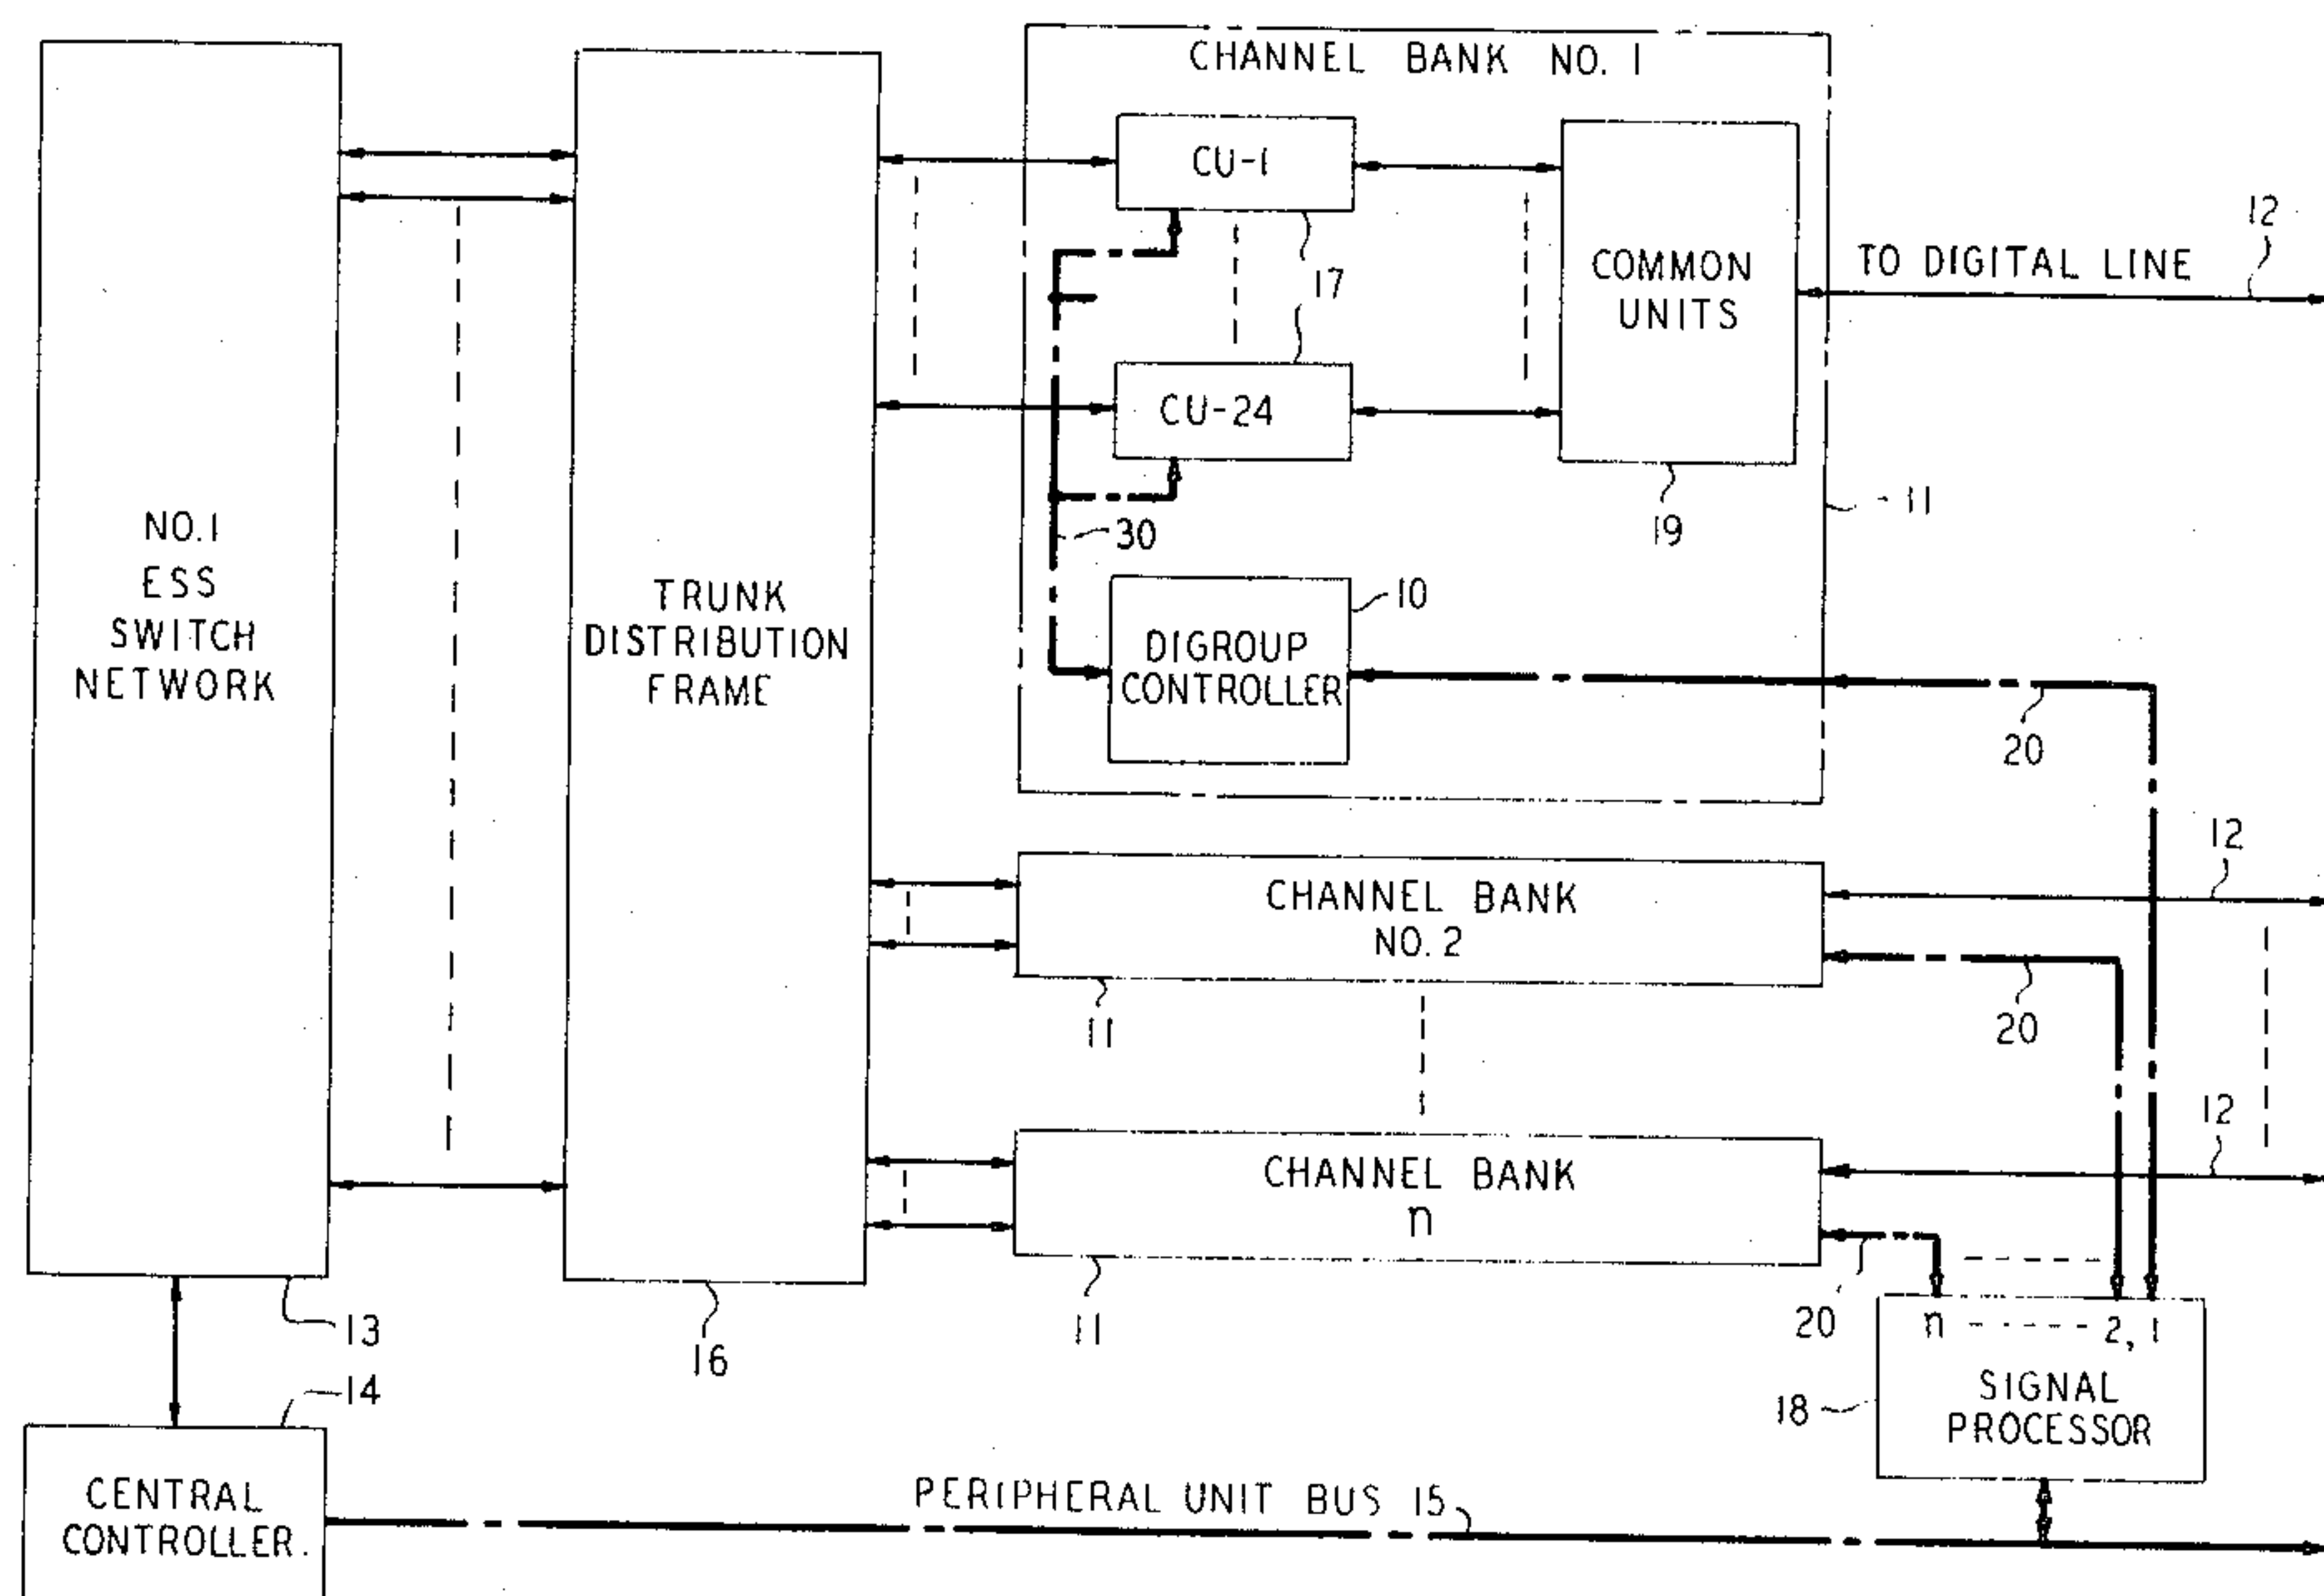 CHANNEL BANK NO. 1
CU-1
17
CU-24
COMMON
UNITS
19
TO DIGITAL LINE
12
11
30
10
DIGROUP
CONTROLLER
20
NO.1
ESS
SWITCH
NETWORK
TRUNK
DISTRIBUTION
FRAME
CHANNEL BANK
NO. 2
11
12
20
CHANNEL BANK
n
11
12
20
13
16
14
n 2, 1
SIGNAL
PROCESSOR
18
CENTRAL
CONTROLLER.
PERIPHERAL UNIT BUS 15